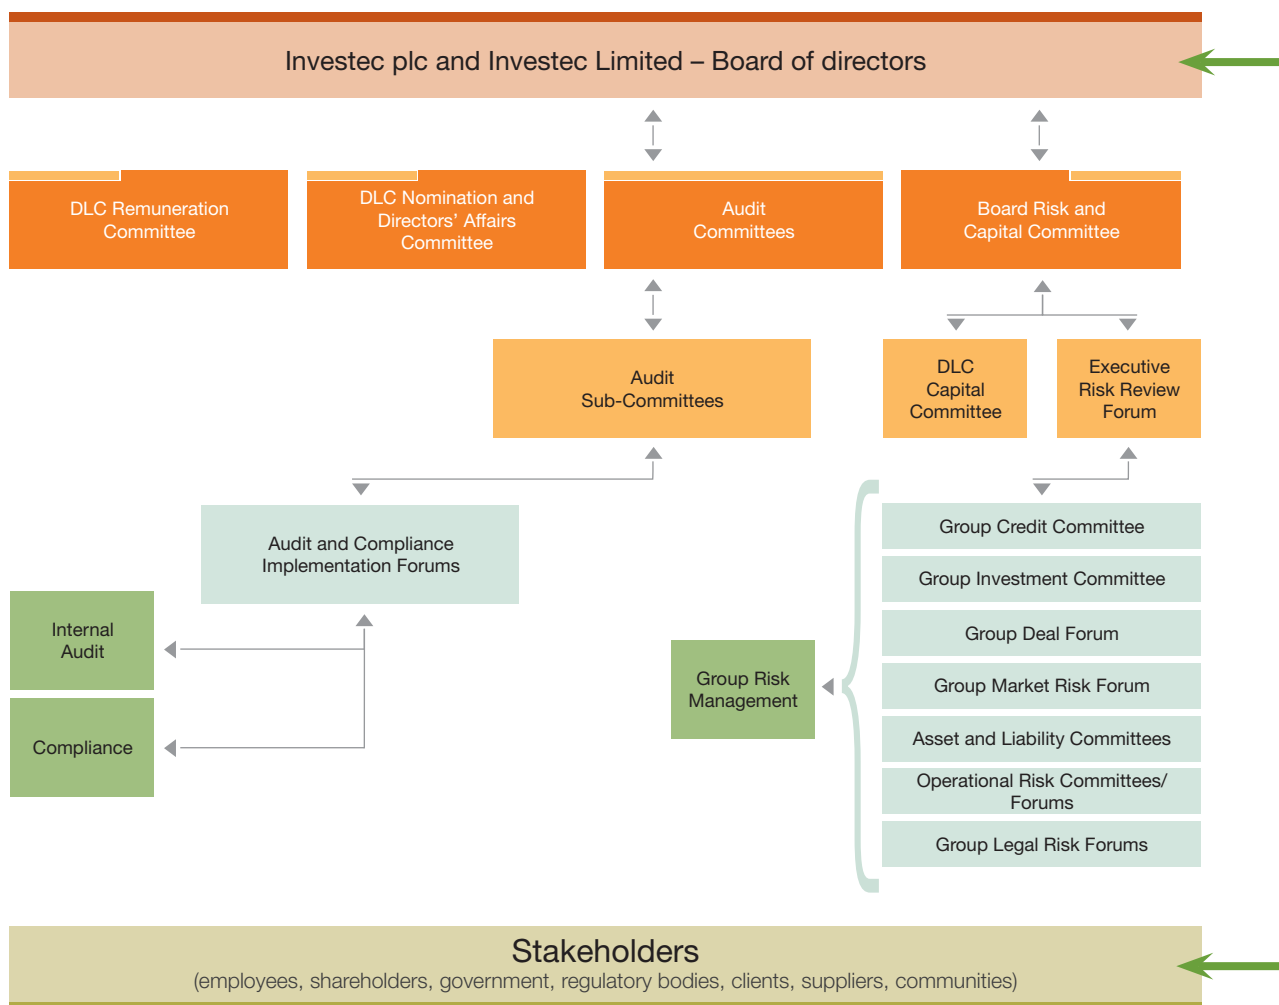 Investec plc and Investec Limited – Board of directors
DLC Remuneration
Committee
DLC Nomination and
Directors’ Affairs
Committee
Audit
Committees
Board Risk and
Capital Committee
Audit
Sub-Committees
DLC
Capital
Committee
Executive
Risk Review
Forum
Audit and Compliance
Implementation Forums
Internal
Audit
Compliance
Group Risk
Management
Group Credit Committee
Group Investment Committee
Group Deal Forum
Group Market Risk Forum
Asset and Liability Committees
Operational Risk Committees/
Forums
Group Legal Risk Forums
Stakeholders
(employees, shareholders, government, regulatory bodies, clients, suppliers, communities)